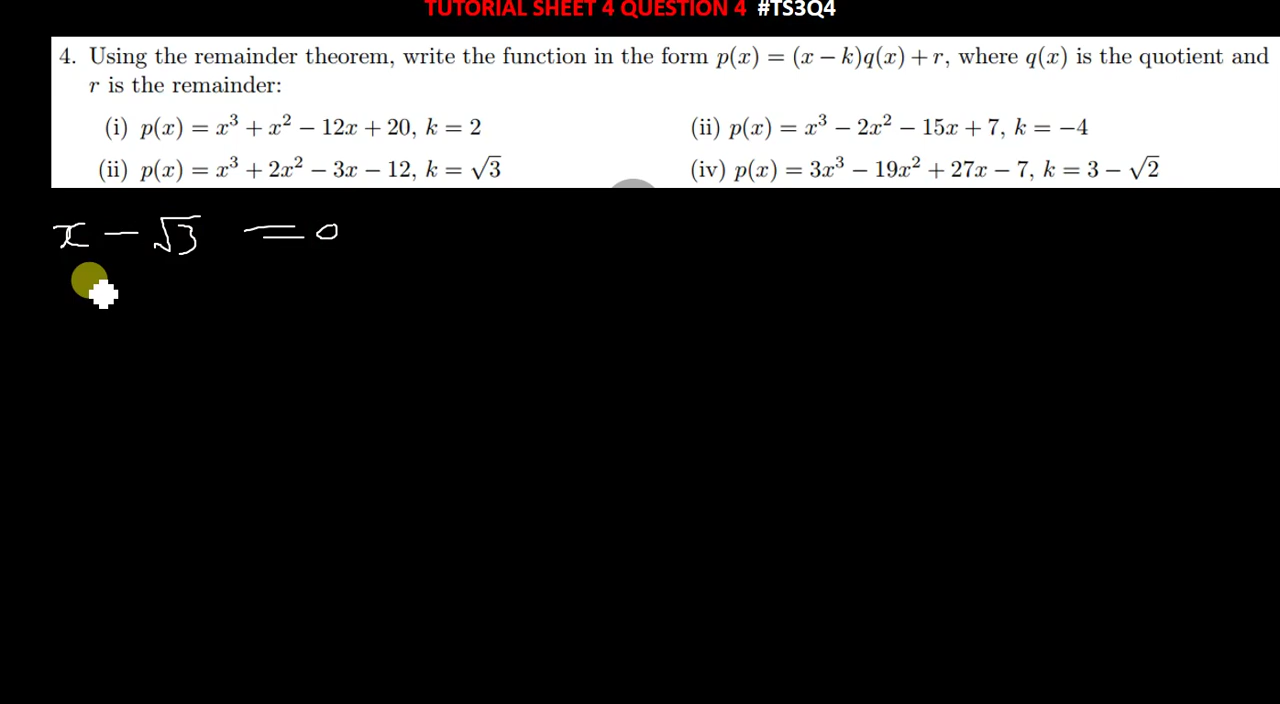 TUTORIAL SHEET 4 QUESTION 4 #TS3Q4
4. Using the remainder theorem, write the function in the form p(x) = (x − k)q(x) + r, where q(x) is the quotient and
r is the remainder:
(i) p(x) = x³ + x² − 12x + 20, k = 2 (ii) p(x) = x³ − 2x² − 15x + 7, k = −4
(ii) p(x) = x³ + 2x² − 3x − 12, k = √3 (iv) p(x) = 3x³ − 19x² + 27x − 7, k = 3 − √2
x − √3 = 0